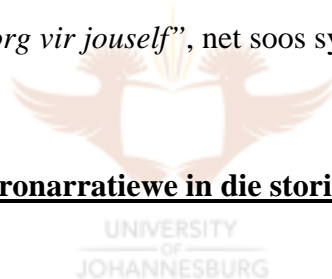 org vir jouself”, net soos sy
ronarratiewe in die stori
UNIVERSITY
OF
JOHANNESBURG